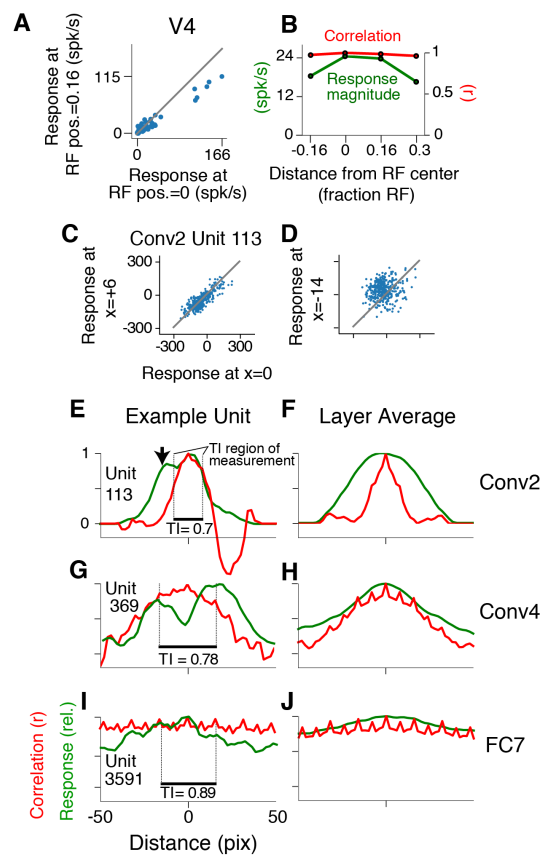 A
V4
Response at
RF pos.=0.16 (spk/s)
115
0
0
166
Response at
RF pos.=0 (spk/s)
B
Correlation
Response
magnitude
(spk/s)
24
12
0
1
0.5
0
(r)
-0.16
0
0.16
0.3
Distance from RF center
(fraction RF)
C
Conv2 Unit 113
Response at
x=+6
300
0
-300
-300
0
300
Response at x=0
D
Response at
x=-14
E
Example Unit
Unit
113
TI region of
measurement
1
0
TI= 0.7
F
Layer Average
Conv2
G
Unit
369
TI = 0.78
H
Conv4
I
Unit
3591
TI= 0.89
J
FC7
Correlation (r)
Response (rel.)
-50
0
50
Distance (pix)